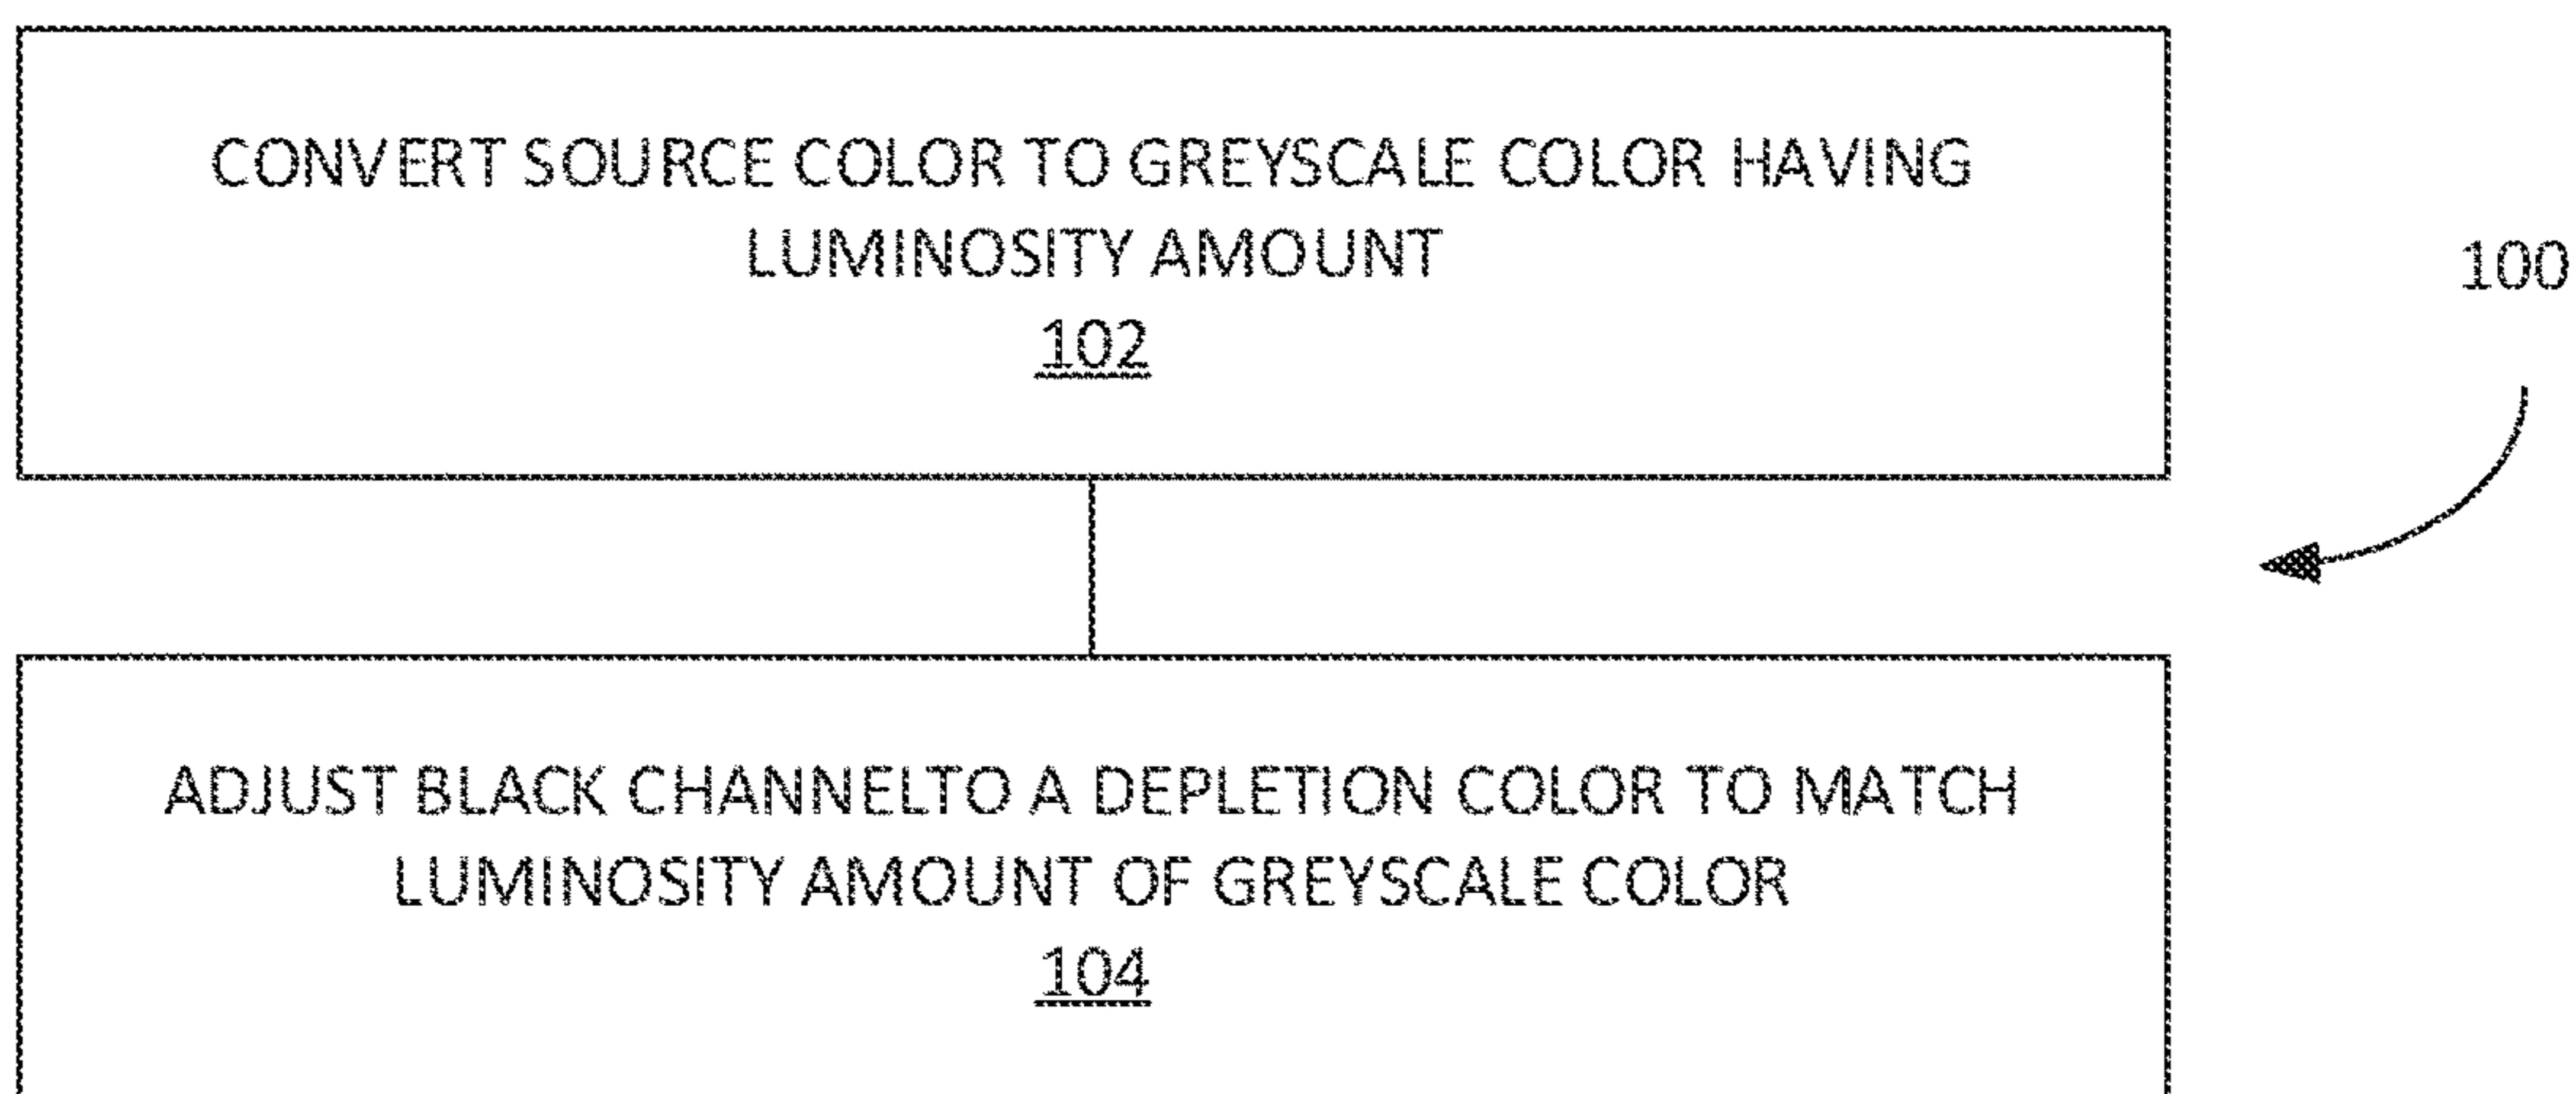 CONVERT SOURCE COLOR TO GREYSCALE COLOR HAVING
LUMINOSITY AMOUNT
102
100
ADJUST BLACK CHANNELTO A DEPLETION COLOR TO MATCH
LUMINOSITY AMOUNT OF GREYSCALE COLOR
104